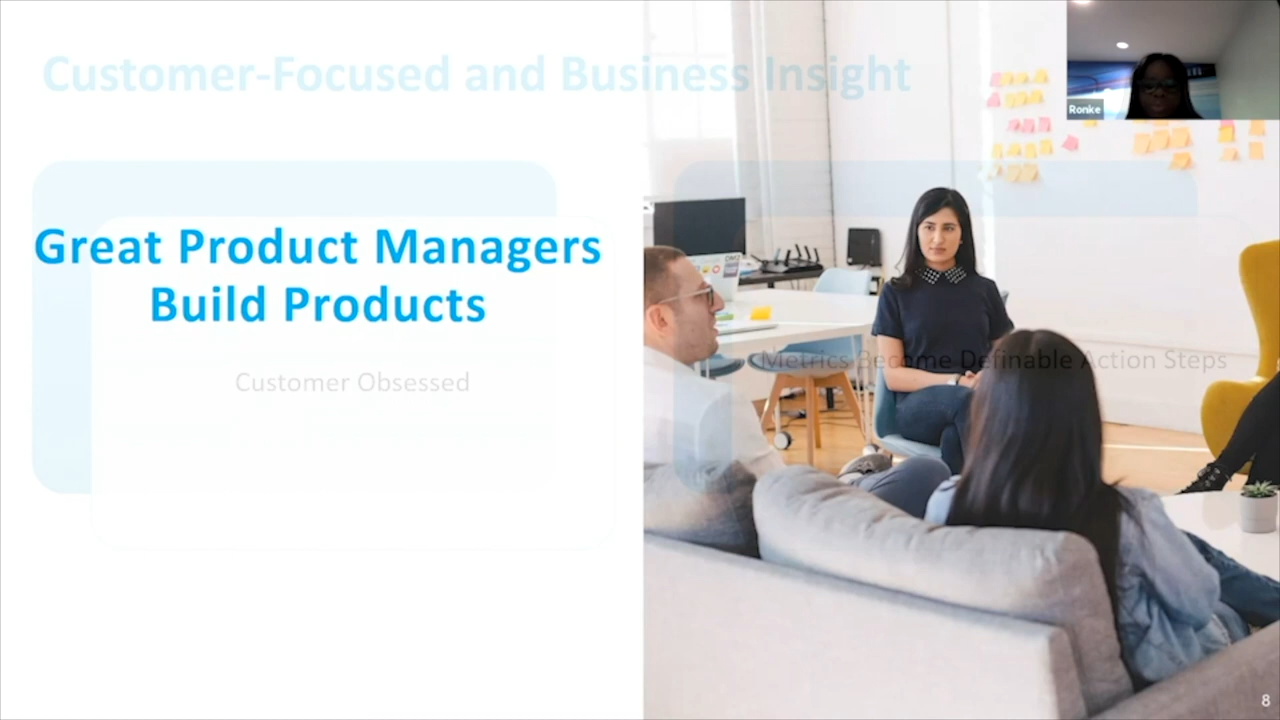 Customer-Focused and Business Insight
Ronke
Great Product Managers
Build Products
Metrics Become Definable Action Steps
Customer Obsessed
8